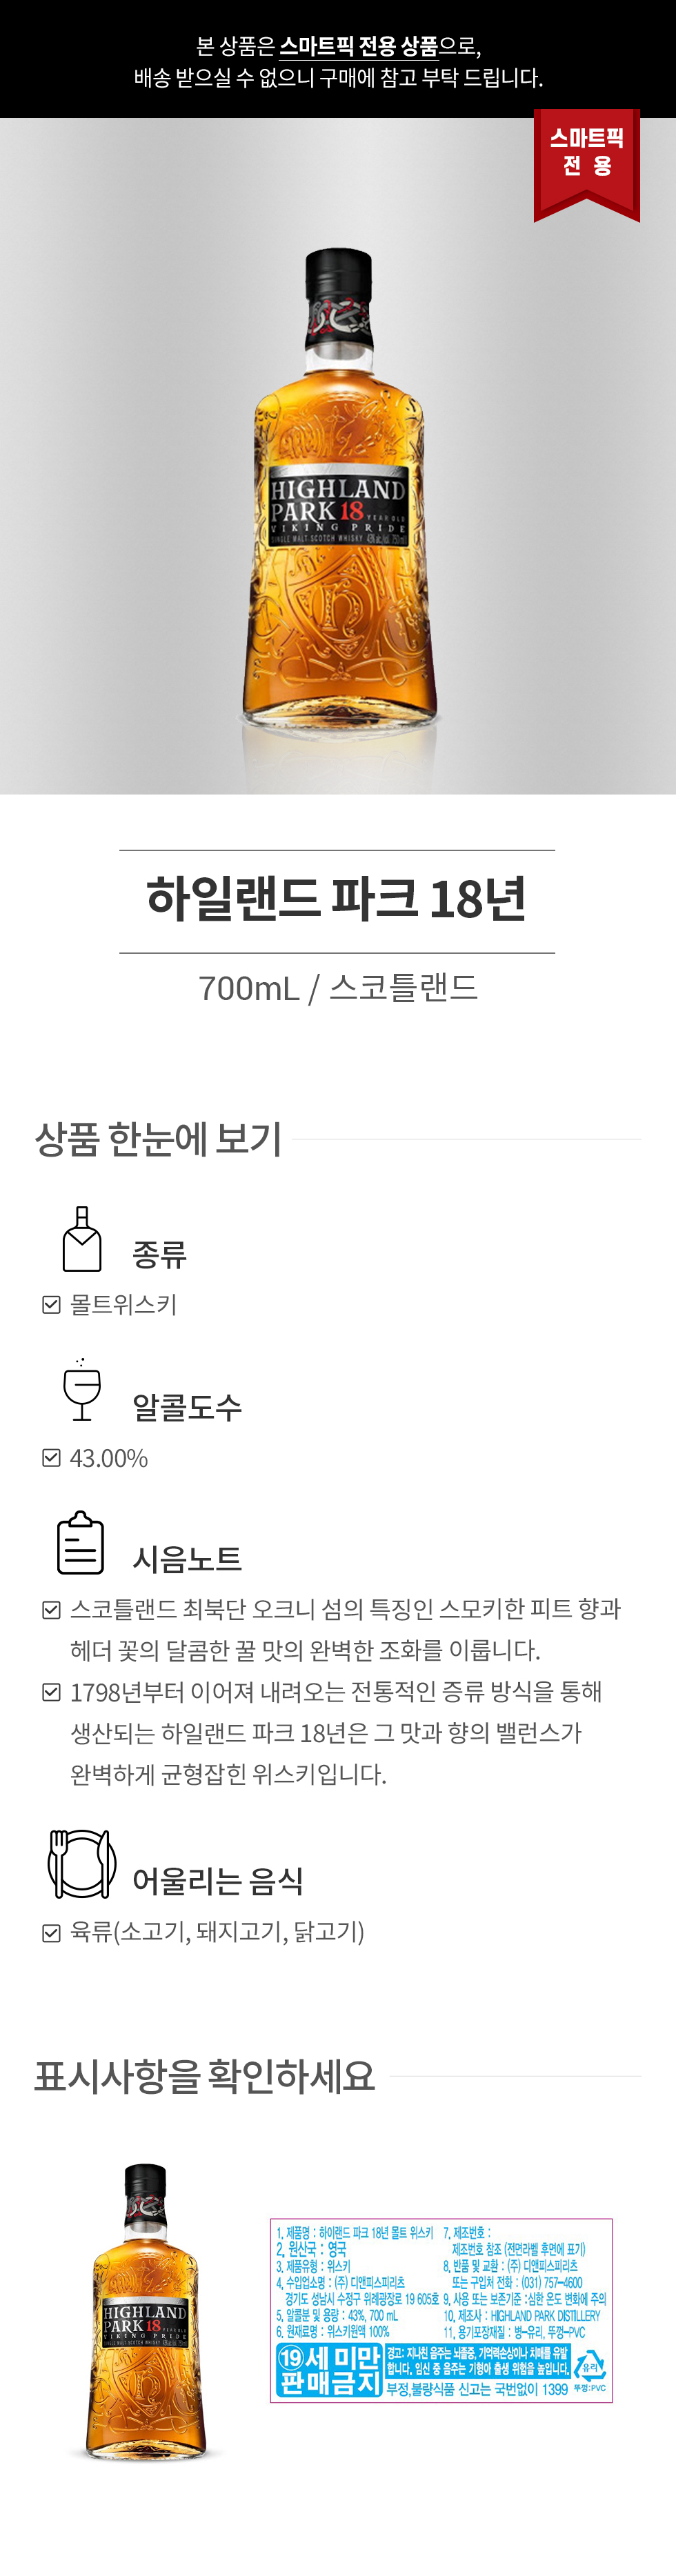 본 상품은 스마트픽 전용 상품으로,
배송 받으실 수 없으니 구매에 참고 부탁 드립니다.
스마트픽
전 용
HIGHLAND
PARK 18 YEAR OLD
VIKING PRIDE
SINGLE MALT SCOTCH WHISKY 43% alc./vol. 750ml
하일랜드 파크 18년
700mL / 스코틀랜드
상품 한눈에 보기
종류
몰트위스키
알콜도수
43.00%
시음노트
스코틀랜드 최북단 오크니 섬의 특징인 스모키한 피트 향과
헤더 꽃의 달콤한 꿀 맛의 완벽한 조화를 이룹니다.
1798년부터 이어져 내려오는 전통적인 증류 방식을 통해
생산되는 하일랜드 파크 18년은 그 맛과 향의 밸런스가
완벽하게 균형잡힌 위스키입니다.
어울리는 음식
육류(소고기, 돼지고기, 닭고기)
표시사항을 확인하세요
HIGHLAND
PARK 18 YEAR OLD
VIKING PRIDE
SINGLE MALT SCOTCH WHISKY
1. 제품명 : 하이랜드 파크 18년 몰트 위스키
2. 원산국 : 영국
3. 제품유형 : 위스키
4. 수입업소명 : (주) 디앤피스피리츠
경기도 성남시 수정구 위례광장로 19 605호
5. 알콜분 및 용량 : 43%, 700 mL
6. 원재료명 : 위스키원액 100%
7. 제조번호 :
제조번호 참조 (전면라벨 후면에 표기)
8. 반품 및 교환 : (주) 디앤피스피리츠
또는 구입처 전화 : (031) 757-4600
9. 사용 또는 보존기준 :심한 온도 변화에 주의
10. 제조사 : HIGHLAND PARK DISTILLERY
11. 용기포장재질 : 병-유리, 뚜껑-PVC
19세 미만
판매금지
경고: 지나친 음주는 뇌졸중, 기억력손상이나 치매를 유발
합니다. 임신 중 음주는 기형아 출생 위험을 높입니다.
부정,불량식품 신고는 국번없이 1399
유리
뚜껑:PVC